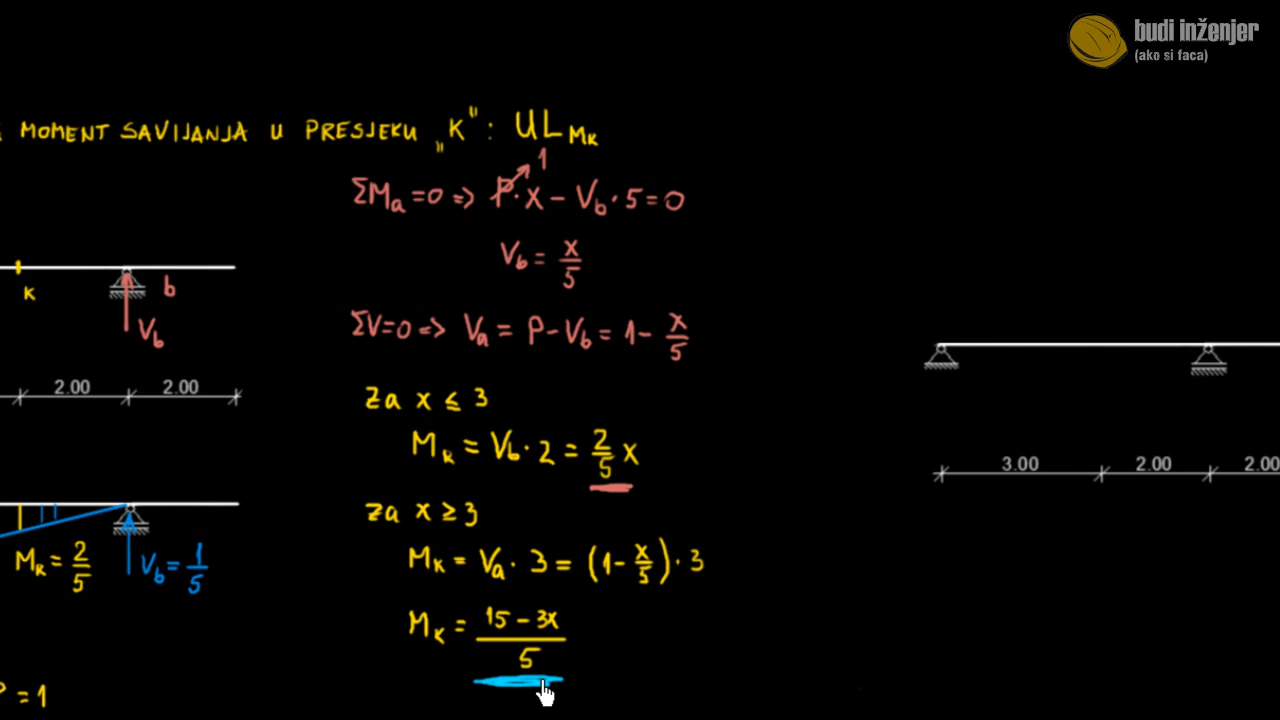 budi inženjer
(ako si faca)
MOMENT SAVIJANJA U PRESJEKU „K": UL_MK
1
ΣMa = 0 => P · x - Vb · 5 = 0
Vb = x/5
K
b
Vb
ΣV=0 => Va = P - Vb = 1 - x/5
2.00 2.00
za x ≤ 3
MK = Vb · 2 = 2/5 x
3.00 2.00 2.00
za x ≥ 3
MK = 2/5
Vb = 1/5
MK = Va · 3 = (1 - x/5) · 3
MK = 15 - 3x / 5
= 1